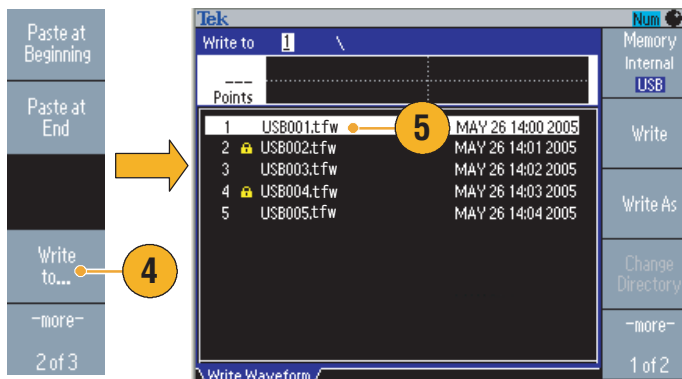 Paste at
Beginning
Paste at
End
Write
to...
-more-
2 of 3
4
Tek
Num
Write to 1 \
---
Points
1 USB001.tfw MAY 26 14:00 2005
2 USB002.tfw MAY 26 14:01 2005
3 USB003.tfw MAY 26 14:02 2005
4 USB004.tfw MAY 26 14:03 2005
5 USB005.tfw MAY 26 14:04 2005
5
Write Waveform
Memory
Internal
USB
Write
Write As
Change
Directory
-more-
1 of 2